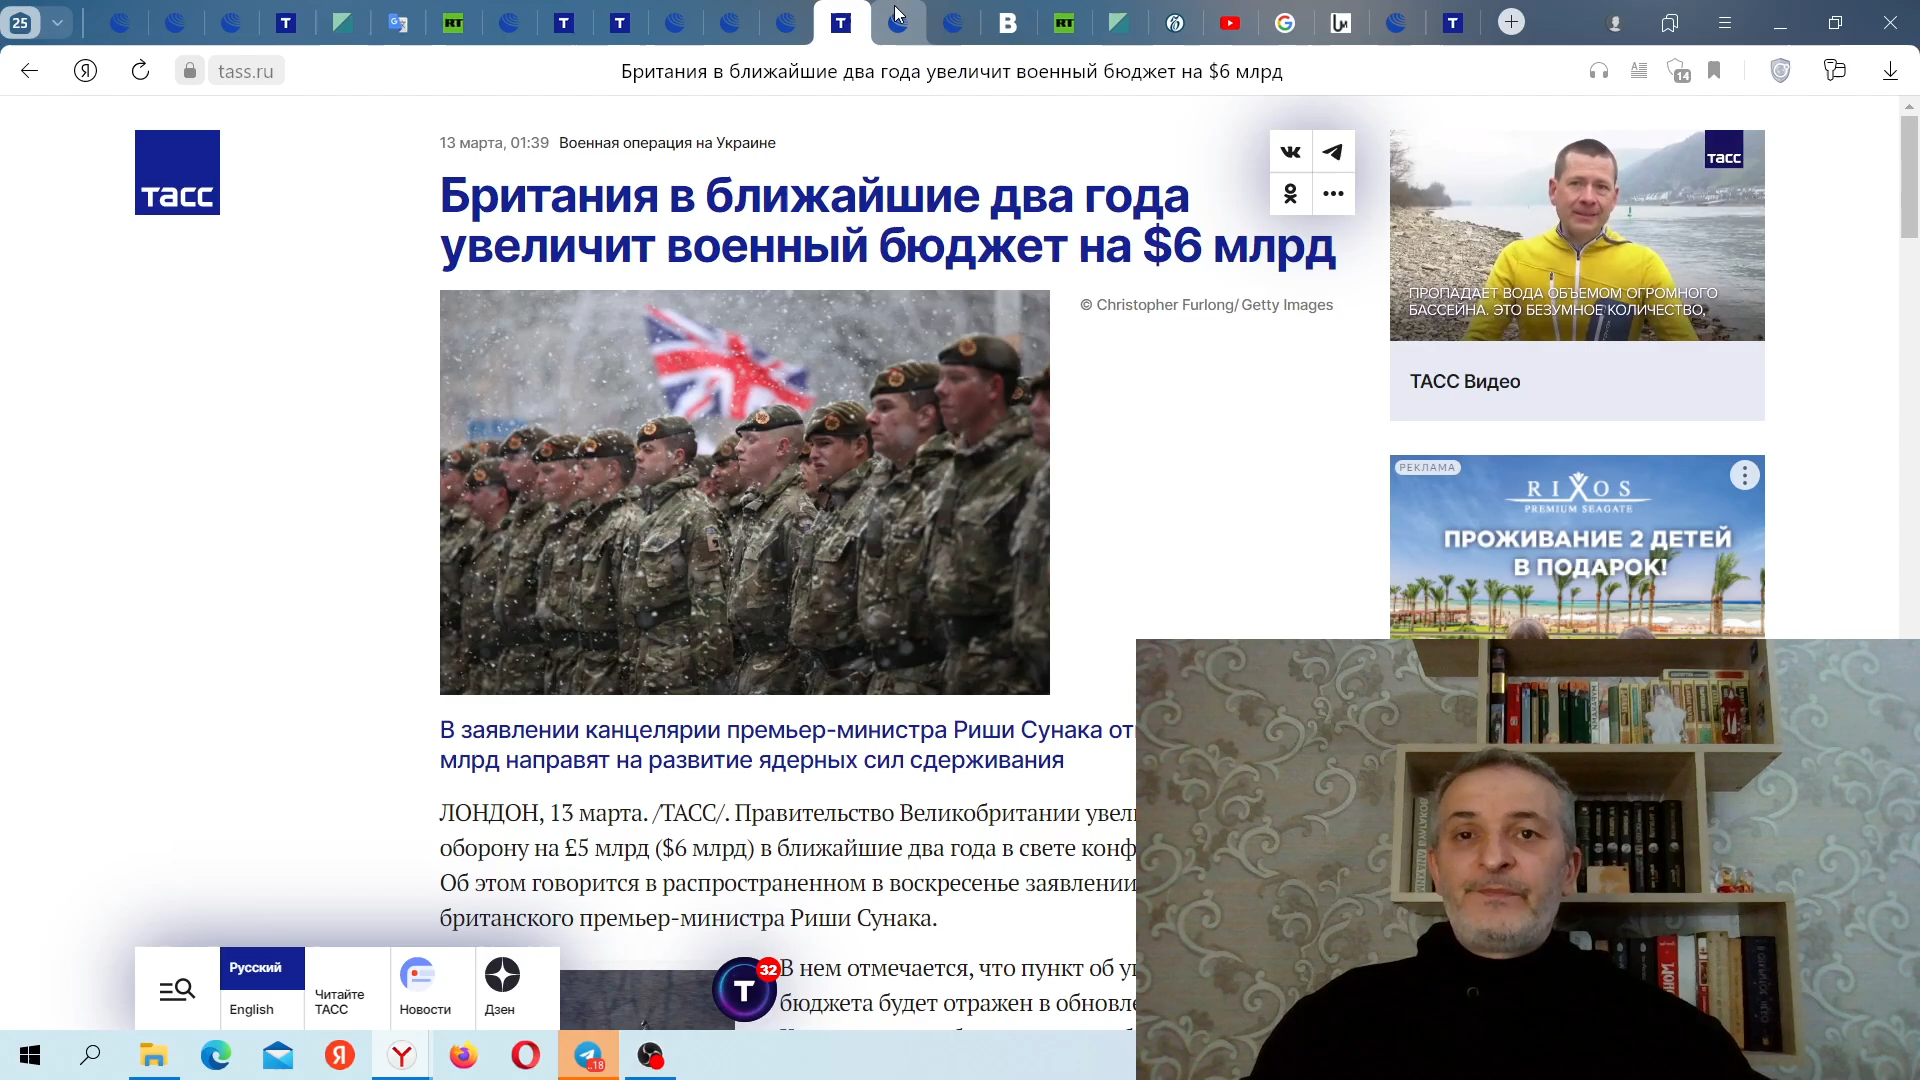 25
tass.ru
Британия в ближайшие два года увеличит военный бюджет на $6 млрд
14
ТАСС
13 марта, 01:39 Военная операция на Украине
Британия в ближайшие два года
увеличит военный бюджет на $6 млрд
© Christopher Furlong/ Getty Images
ТАСС
ПРОПАДАЕТ ВОДА ОБЪЕМОМ ОГРОМНОГО
БАССЕЙНА. ЭТО БЕЗУМНОЕ КОЛИЧЕСТВО,
ТАСС Видео
РЕКЛАМА
RIXOS
PREMIUM SEAGATE
ПРОЖИВАНИЕ 2 ДЕТЕЙ
В ПОДАРОК!
В заявлении канцелярии премьер-министра Риши Сунака от
млрд направят на развитие ядерных сил сдерживания
ЛОНДОН, 13 марта. /ТАСС/. Правительство Великобритании увел
оборону на £5 млрд ($6 млрд) в ближайшие два года в свете конф
Об этом говорится в распространенном в воскресенье заявлении
британского премьер-министра Риши Сунака.
В нем отмечается, что пункт об у
бюджета будет отражен в обновле
Русский
English
Читайте
ТАСС
Новости
Дзен
32
Т
..18